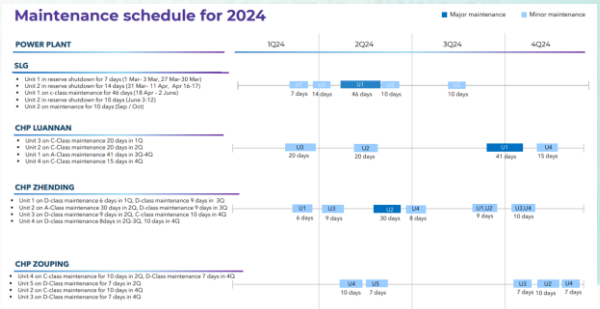 Maintenance schedule for 2024
Major maintenance
Minor maintenance
POWER PLANT
1Q24
2Q24
3Q24
4Q24
SLG
Unit 1 in reserve shutdown for 7 days (1 Mar- 3 Mar, 27 Mar-30 Mar)
Unit 2 in reserve shutdown for 14 days (31 Mar- 11 Apr, Apr 16-17)
Unit 1 on c-class maintenance for 46 days (18 Apr - 2 June)
Unit 2 in reserve shutdown for 10 days (June 3-12)
Unit 2 on maintenance for 10 days (Sep / Oct)
U1
U2
U1
U2
U2
7 days
14 days
46 days
10 days
10 days
CHP LUANNAN
Unit 3 on C-Class maintenance 20 days in 1Q
Unit 2 on C-Class maintenance 20 days in 2Q
Unit 1 on A-Class maintenance 41 days in 3Q-4Q
Unit 4 on C-Class maintenance 15 days in 4Q
U3
U2
U1
U4
20 days
20 days
41 days
15 days
CHP ZHENDING
Unit 1 on D-class maintenance 6 days in 1Q, D-class maintenance 9 days in 3Q
Unit 2 on A-Class maintenance 30 days in 2Q, D-class maintenance 9 days in 3Q
Unit 3 on D-class maintenance 9 days in 2Q, C-class maintenance 10 days in 4Q
Unit 4 on D-class maintenance 8days in 2Q-3Q, 10 days in 4Q
U1
U3
U2
U4
U1,U2
U3,U4
6 days
9 days
30 days
8 days
9 days
10 days
CHP ZOUPING
Unit 4 on C-class maintenance for 10 days in 2Q, D-Class maintenance 7 days in 4Q
Unit 5 on D-Class maintenance for 7 days in 2Q
Unit 2 on C-class maintenance for 10 days in 4Q
Unit 3 on D-Class maintenance for 7 days in 4Q
U4
U5
U3
U2
U4
10 days
7 days
7 days
10 days
7 days